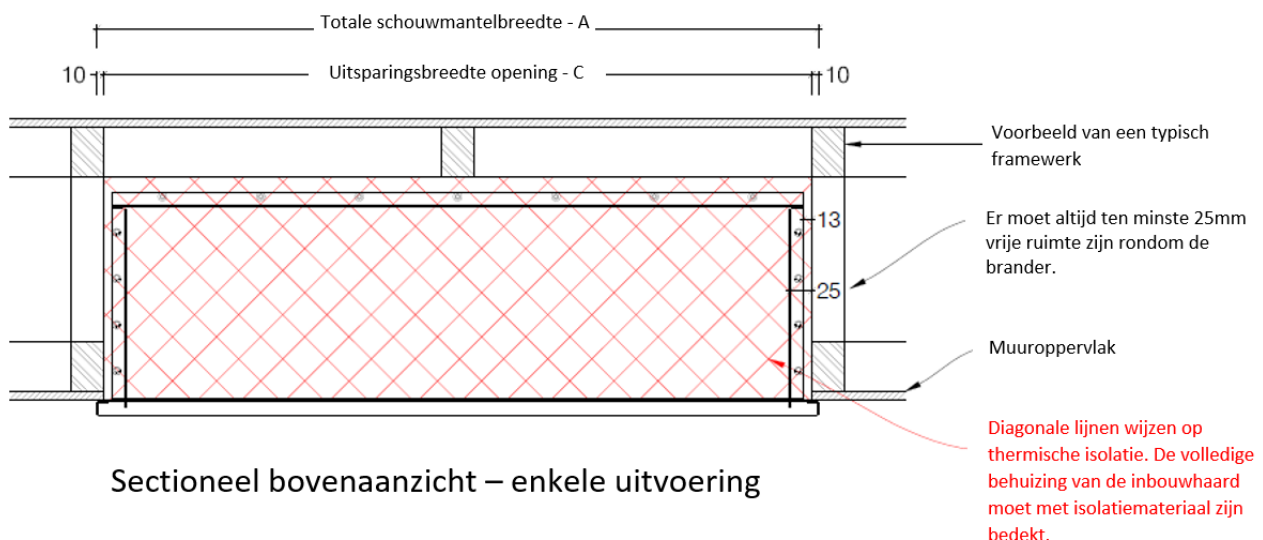 Totale schouwmantelbreedte - A
10
Uitsparingsbreedte opening - C
10
Voorbeeld van een typisch
framewerk
13
Er moet altijd ten minste 25mm
vrije ruimte zijn rondom de
brander.
25
Muuroppervlak
Diagonale lijnen wijzen op
thermische isolatie. De volledige
behuizing van de inbouwhaard
moet met isolatiemateriaal zijn
bedekt.
Sectioneel bovenaanzicht – enkele uitvoering